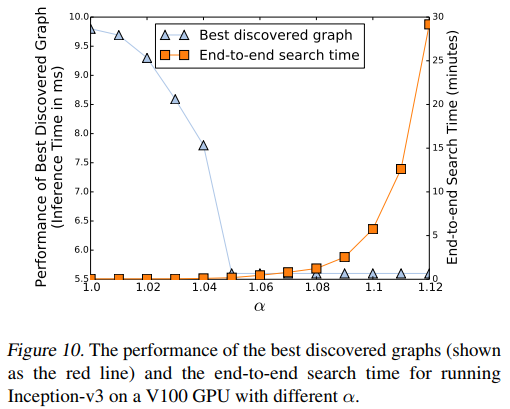 Performance of Best Discovered Graph
(Inference Time in ms)
10.0
9.5
9.0
8.5
8.0
7.5
7.0
6.5
6.0
5.5
Best discovered graph
End-to-end search time
30
25
20
15
10
5
0
End-to-end Search Time (minutes)
1.0 1.02 1.04 1.06 1.08 1.10 1.12
α
Figure 10. The performance of the best discovered graphs (shown
as the red line) and the end-to-end search time for running
Inception-v3 on a V100 GPU with different α.